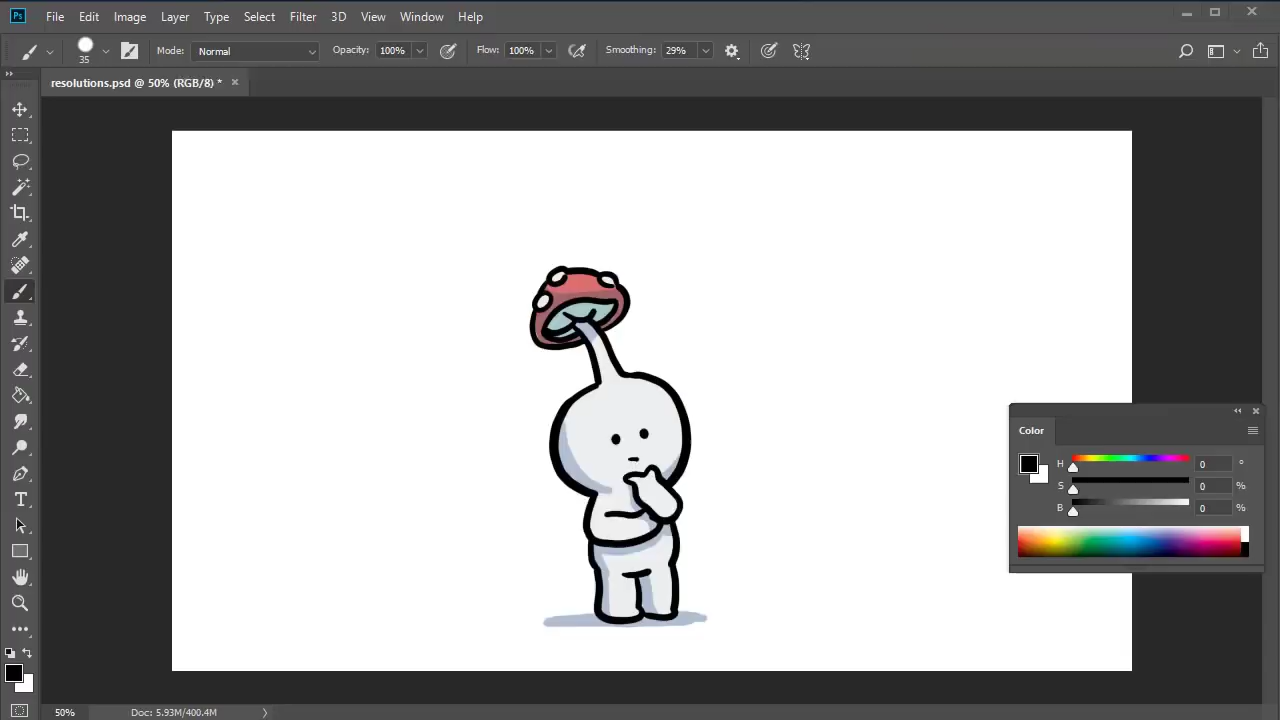 Ps File Edit Image Layer Type Select Filter 3D View Window Help
35 Mode: Normal Opacity: 100% Flow: 100% Smoothing: 29%
resolutions.psd @ 50% (RGB/8) *
Color
H 0 °
S 0 %
B 0 %
50% Doc: 5.93M/400.4M